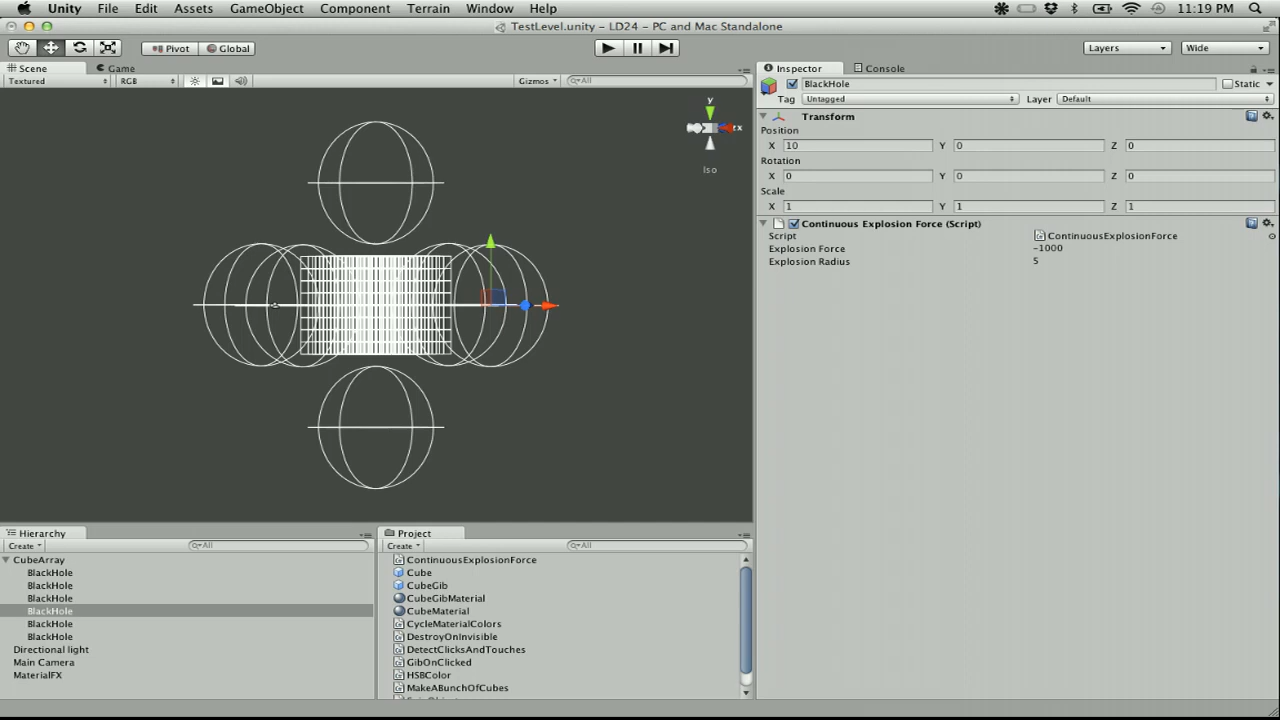 Unity File Edit Assets GameObject Component Terrain Window Help 11:19 PM
TestLevel.unity - LD24 - PC and Mac Standalone
Pivot Global Layers Wide
Scene Game Inspector Console
Textured RGB Gizmos All BlackHole Static
Tag Untagged Layer Default
y
Transform
x
Position
X 10 Y 0 Z 0
Rotation
Iso
X 0 Y 0 Z 0
Scale
X 1 Y 1 Z 1
Continuous Explosion Force (Script)
Script ContinuousExplosionForce
Explosion Force -1000
Explosion Radius 5
Hierarchy Project
Create All Create All
CubeArray ContinuousExplosionForce
BlackHole Cube
BlackHole CubeGib
BlackHole CubeGibMaterial
BlackHole CubeMaterial
BlackHole CycleMaterialColors
BlackHole DestroyOnInvisible
Directional light DetectClicksAndTouches
Main Camera GibOnClicked
MaterialFX HSBColor
MakeABunchOfCubes